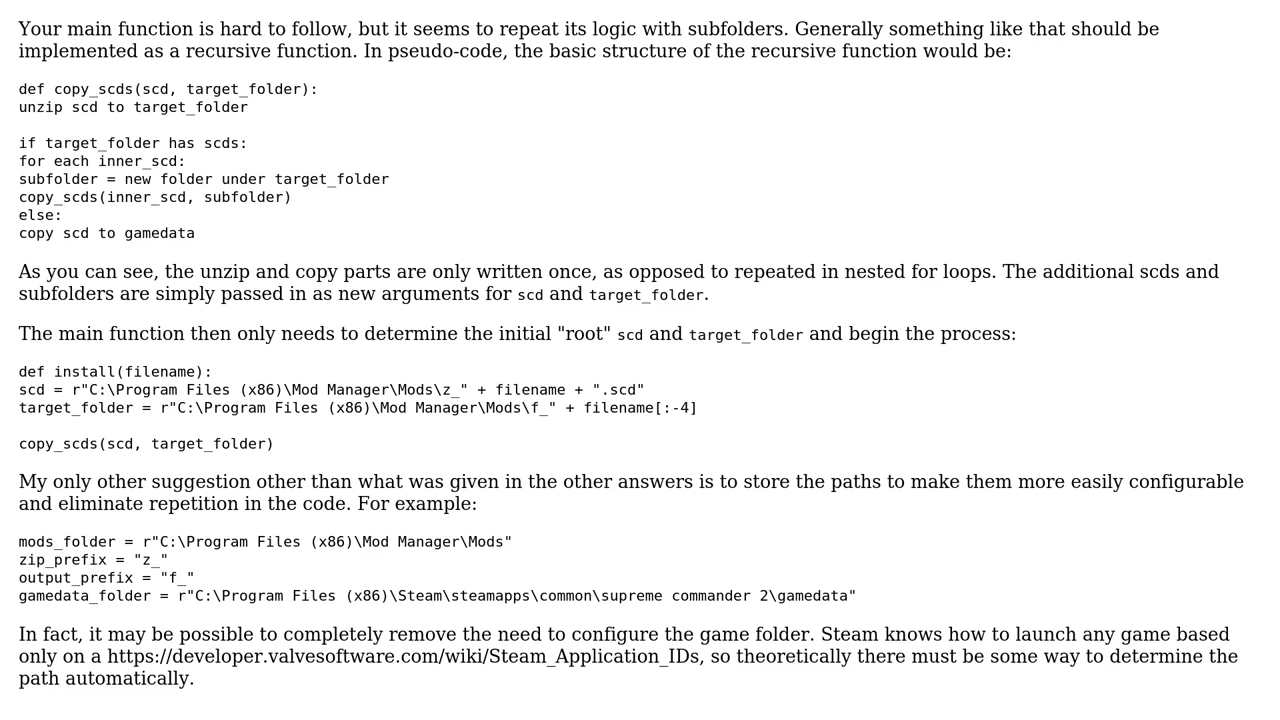 Your main function is hard to follow, but it seems to repeat its logic with subfolders. Generally something like that should be
implemented as a recursive function. In pseudo-code, the basic structure of the recursive function would be:
def copy_scds(scd, target_folder):
unzip scd to target_folder
if target_folder has scds:
for each inner_scd:
subfolder = new folder under target_folder
copy_scds(inner_scd, subfolder)
else:
copy scd to gamedata
As you can see, the unzip and copy parts are only written once, as opposed to repeated in nested for loops. The additional scds and
subfolders are simply passed in as new arguments for scd and target_folder.
The main function then only needs to determine the initial "root" scd and target_folder and begin the process:
def install(filename):
scd = r"C:\Program Files (x86)\Mod Manager\Mods\z_" + filename + ".scd"
target_folder = r"C:\Program Files (x86)\Mod Manager\Mods\f_" + filename[:-4]
copy_scds(scd, target_folder)
My only other suggestion other than what was given in the other answers is to store the paths to make them more easily configurable
and eliminate repetition in the code. For example:
mods_folder = r"C:\Program Files (x86)\Mod Manager\Mods"
zip_prefix = "z_"
output_prefix = "f_"
gamedata_folder = r"C:\Program Files (x86)\Steam\steamapps\common\supreme commander 2\gamedata"
In fact, it may be possible to completely remove the need to configure the game folder. Steam knows how to launch any game based
only on a https://developer.valvesoftware.com/wiki/Steam_Application_IDs, so theoretically there must be some way to determine the
path automatically.